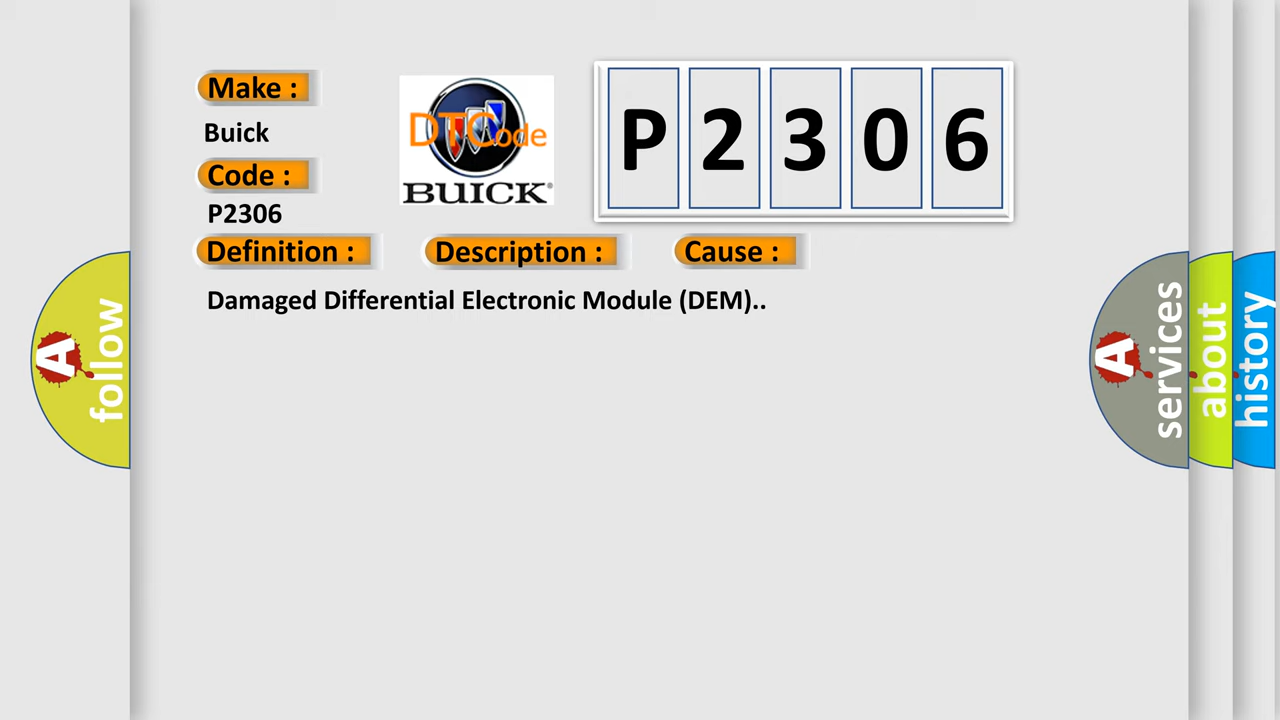 Make :
Buick
Code :
P2306
DTCode
BUICK
P 2 3 0 6
Definition :
Description :
Cause :
Damaged Differential Electronic Module (DEM)..
A follow
A services
about
history